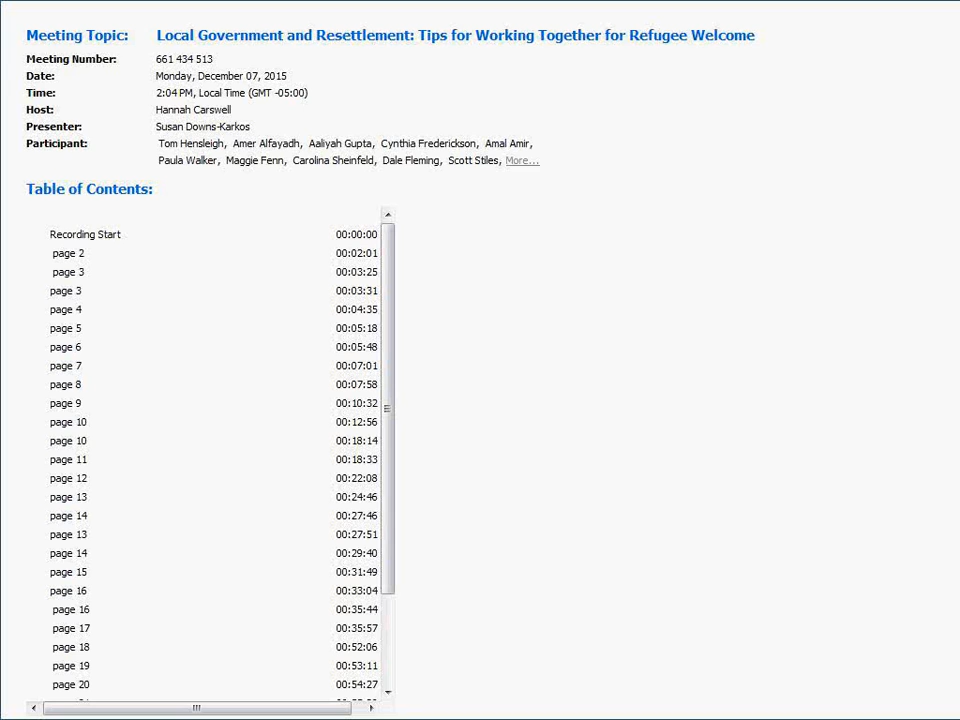 Meeting Topic: Local Government and Resettlement: Tips for Working Together for Refugee Welcome
Meeting Number: 661 434 513
Date: Monday, December 07, 2015
Time: 2:04 PM, Local Time (GMT -05:00)
Host: Hannah Carswell
Presenter: Susan Downs-Karkos
Participant: Tom Hensleigh, Amer Alfayadh, Aaliyah Gupta, Cynthia Frederickson, Amal Amir,
Paula Walker, Maggie Fenn, Carolina Sheinfeld, Dale Fleming, Scott Stiles, More...
Table of Contents:
Recording Start 00:00:00
page 2 00:02:01
page 3 00:03:25
page 3 00:03:31
page 4 00:04:35
page 5 00:05:18
page 6 00:05:48
page 7 00:07:01
page 8 00:07:58
page 9 00:10:32
page 10 00:12:56
page 10 00:18:14
page 11 00:18:33
page 12 00:22:08
page 13 00:24:46
page 14 00:27:46
page 13 00:27:51
page 14 00:29:40
page 15 00:31:49
page 16 00:33:04
page 16 00:35:44
page 17 00:35:57
page 18 00:52:06
page 19 00:53:11
page 20 00:54:27